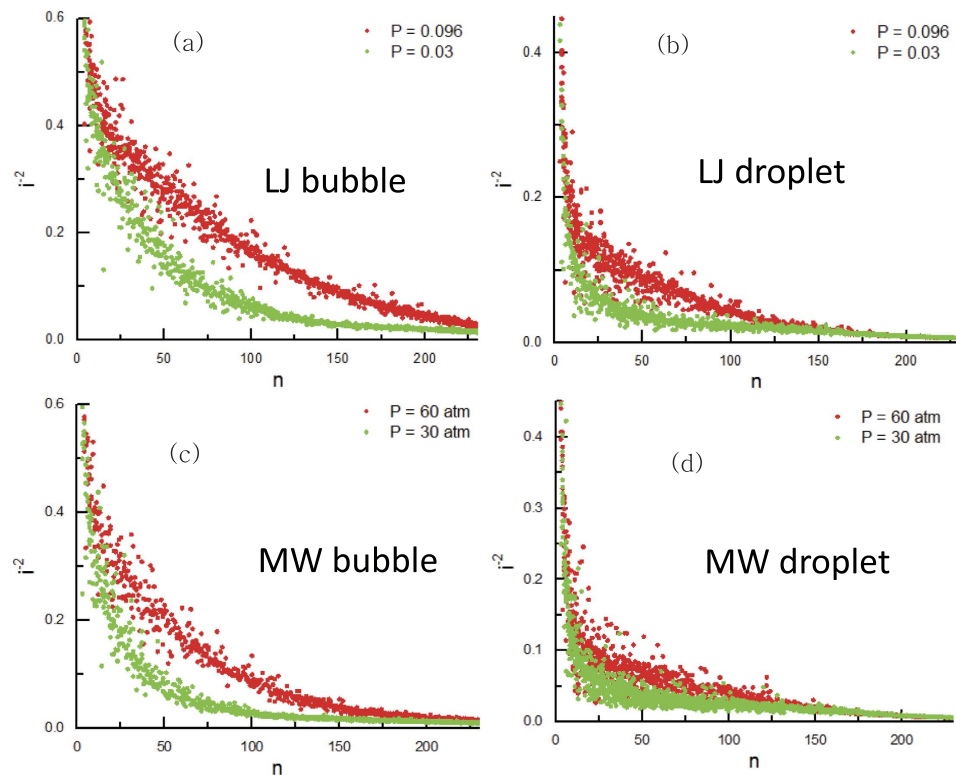 0.6
(a)
P = 0.096
P = 0.03
0.4
LJ bubble
i⁻²
0.2
0.0
50
100
150
200
n
0.4
(b)
P = 0.096
P = 0.03
LJ droplet
i⁻²
0.2
0.0
0
50
100
150
200
n
0.6
(c)
P = 60 atm
P = 30 atm
0.4
MW bubble
i⁻²
0.2
0.0
0
50
100
150
200
n
0.4
(d)
P = 60 atm
P = 30 atm
0.3
MW droplet
i⁻²
0.2
0.1
0.0
0
50
100
150
200
n